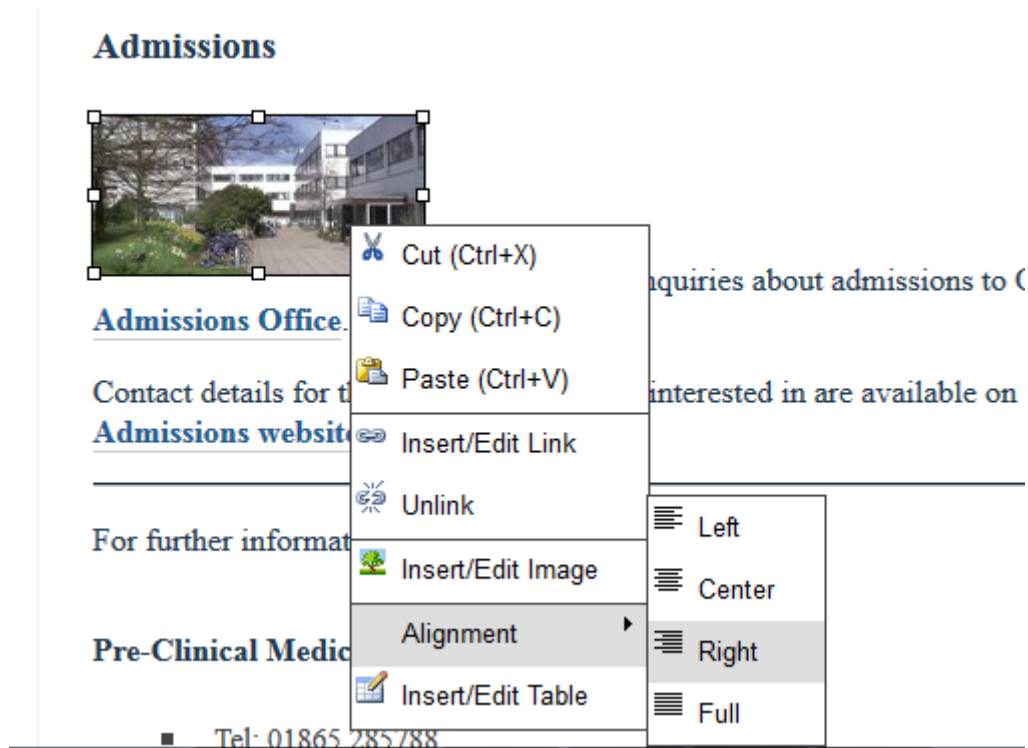 Admissions
Cut (Ctrl+X)
nquiries about admissions to
Copy (Ctrl+C)
Admissions Office.
Paste (Ctrl+V)
Contact details for t
interested in are available on
Admissions website
Insert/Edit Link
Unlink
Left
For further informat
Insert/Edit Image
Center
Alignment
Right
Pre-Clinical Medic
Insert/Edit Table
Full
Tel: 01865 285788